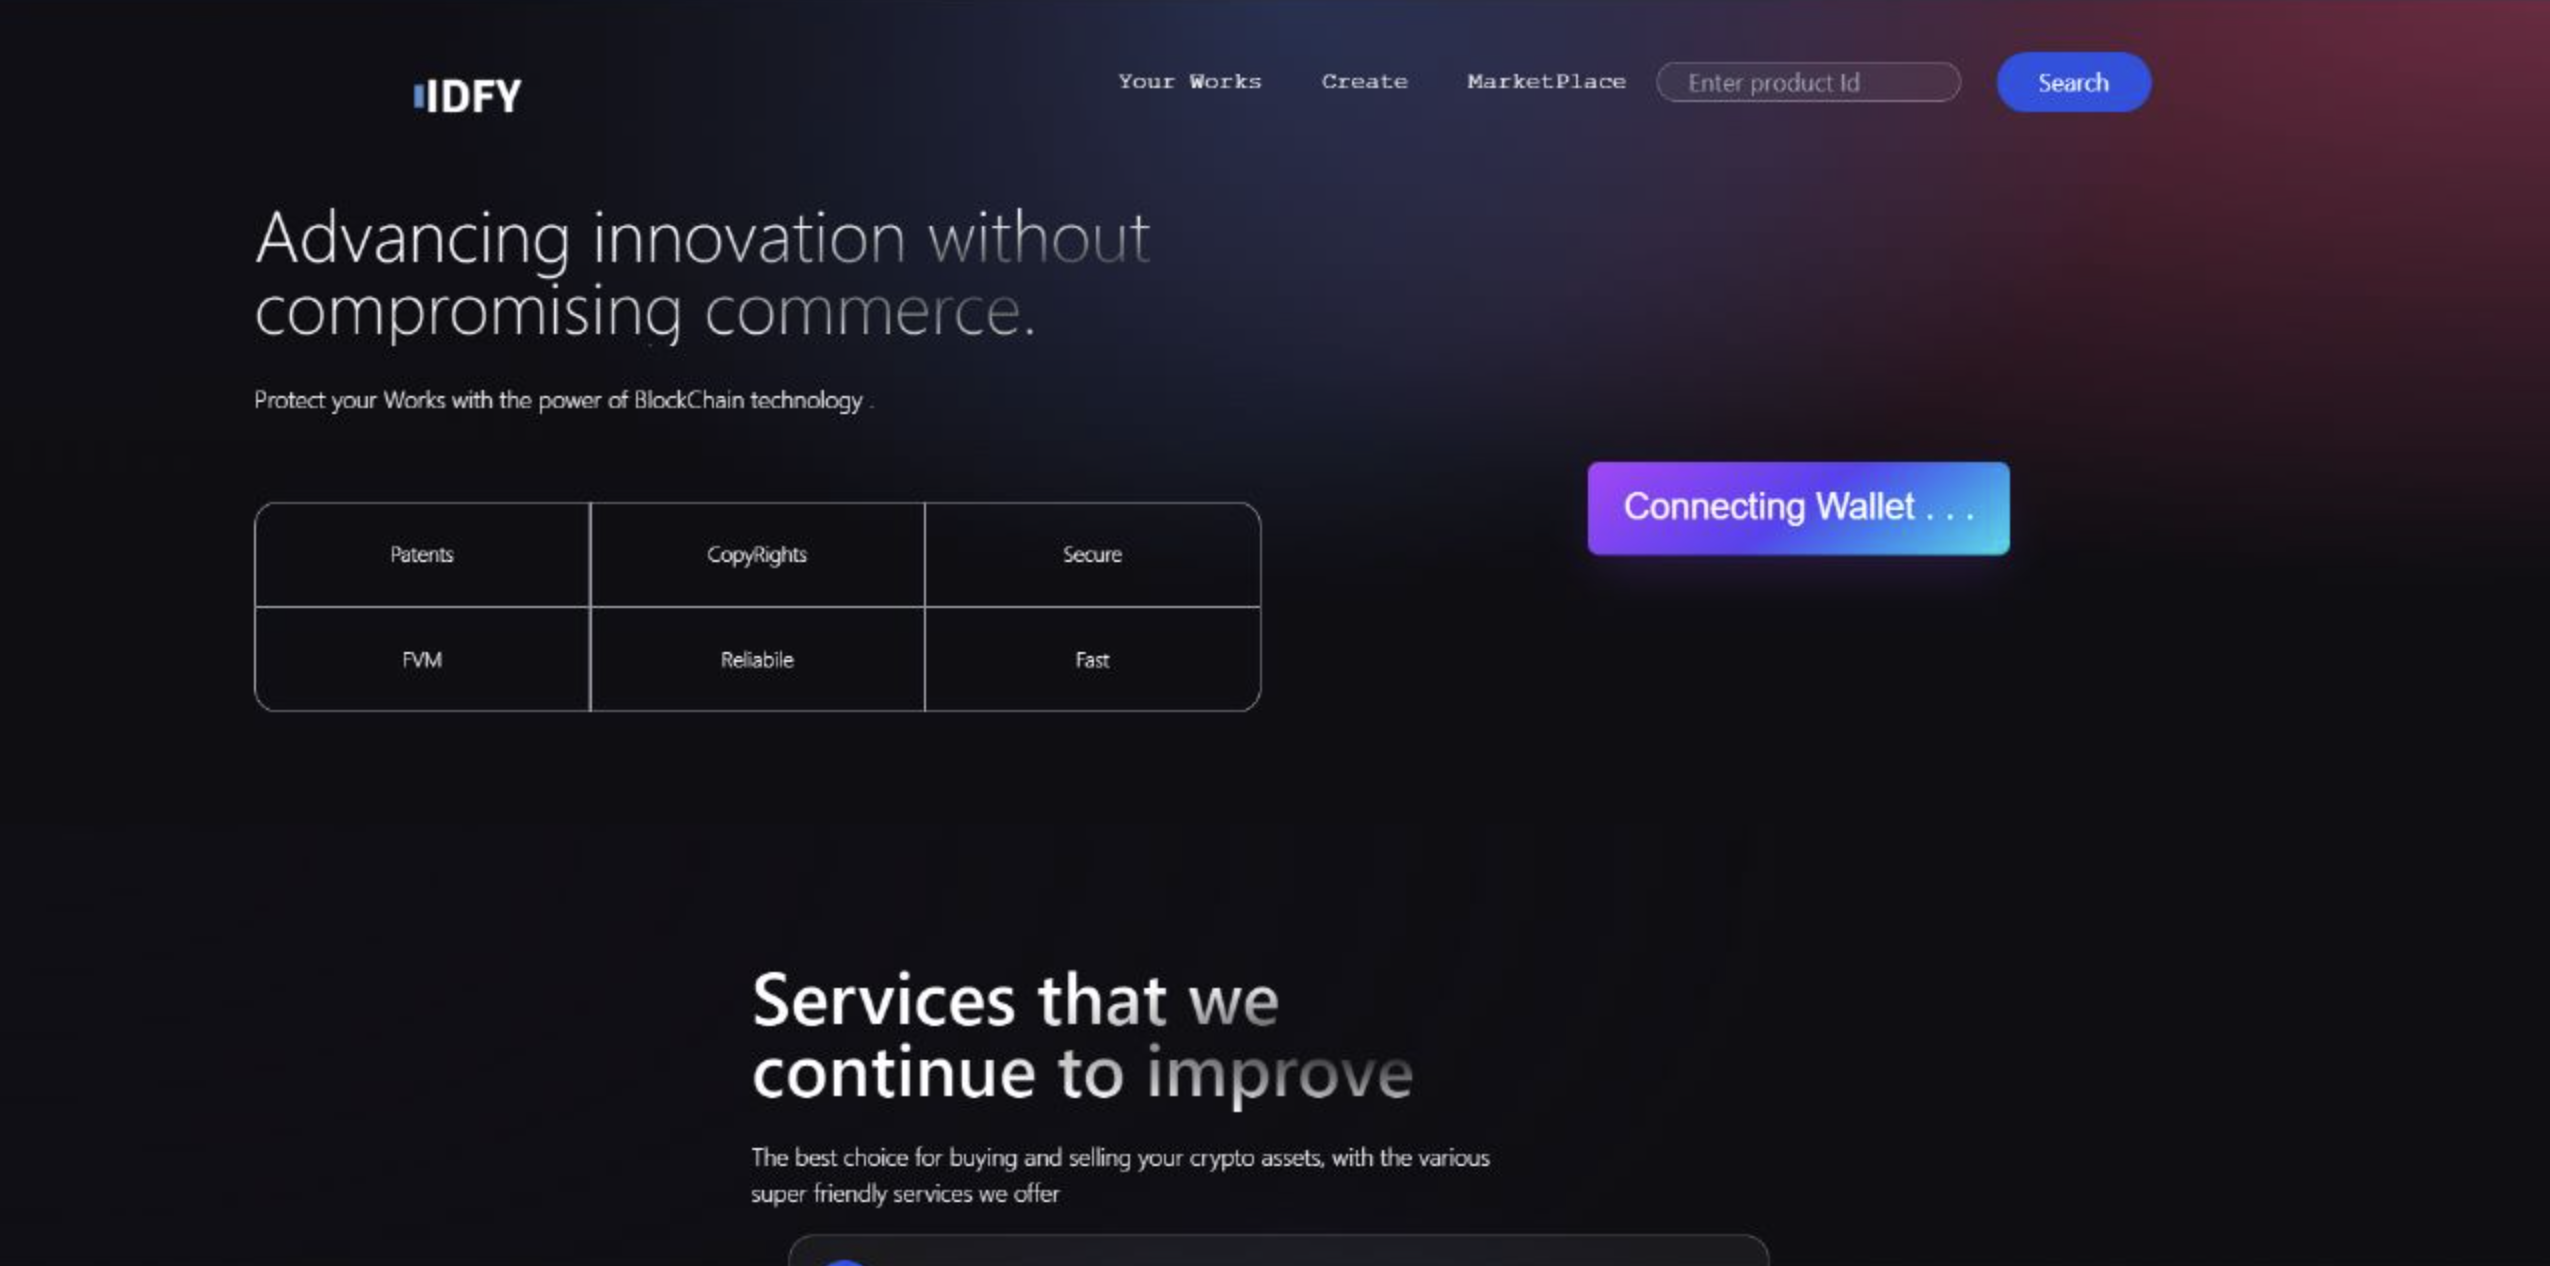 IDFY
Your Works
Create
MarketPlace
Enter product Id
Search
Advancing innovation without
compromising commerce.
Protect your Works with the power of BlockChain technology .
Connecting Wallet . . .
Patents
CopyRights
Secure
FVM
Reliabile
Fast
Services that we
continue to improve
The best choice for buying and selling your crypto assets, with the various
super friendly services we offer